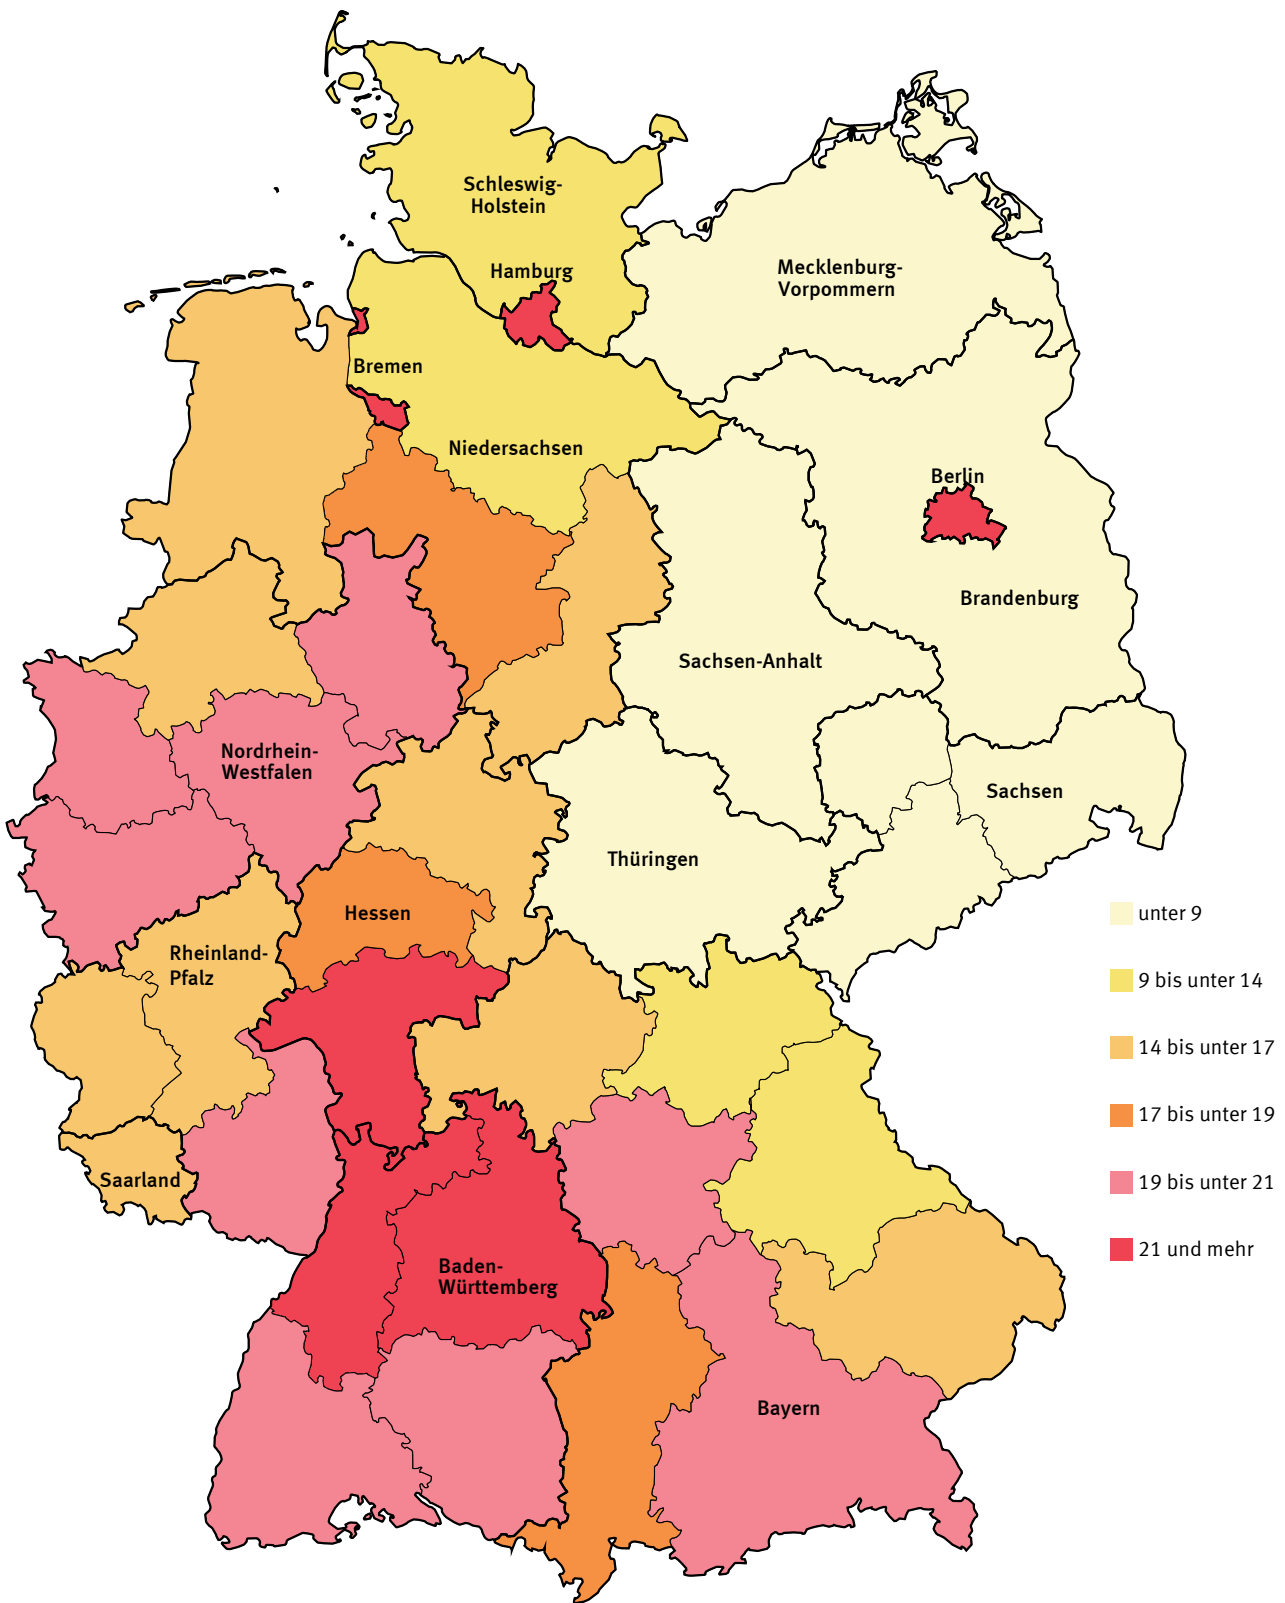 Schleswig-
Holstein
Hamburg
Mecklenburg-
Vorpommern
Bremen
Niedersachsen
Berlin
Brandenburg
Sachsen-Anhalt
Nordrhein-
Westfalen
Sachsen
Thüringen
Hessen
Rheinland-
Pfalz
Saarland
Baden-
Württemberg
Bayern
unter 9
9 bis unter 14
14 bis unter 17
17 bis unter 19
19 bis unter 21
21 und mehr